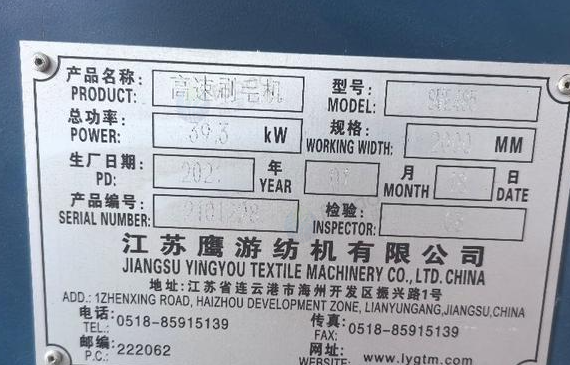 产品名称: 高速刷毛机 型号:
PRODUCT: MODEL:
总功率: 39.3 kW 规格: 2000 MM
POWER: WORKING WIDTH:
生厂日期: 年 月 日
PD: YEAR MONTH DATE
产品编号: 检验:
SERIAL NUMBER: INSPECTOR:
江苏鹰游纺机有限公司
JIANGSU YINGYOU TEXTILE MACHINERY CO., LTD. CHINA
地址: 江苏省连云港市海州开发区振兴路1号
ADD.: 1ZHENXING ROAD, HAIZHOU DEVELOPMENT ZONE, LIANYUNGANG,JIANGSU,CHINA
电话: 0518-85915139 传真: 0518-85915139
TEL.: FAX:
邮编: 222062 网址: www.lygtm.com
P.C.: WEBSITE: